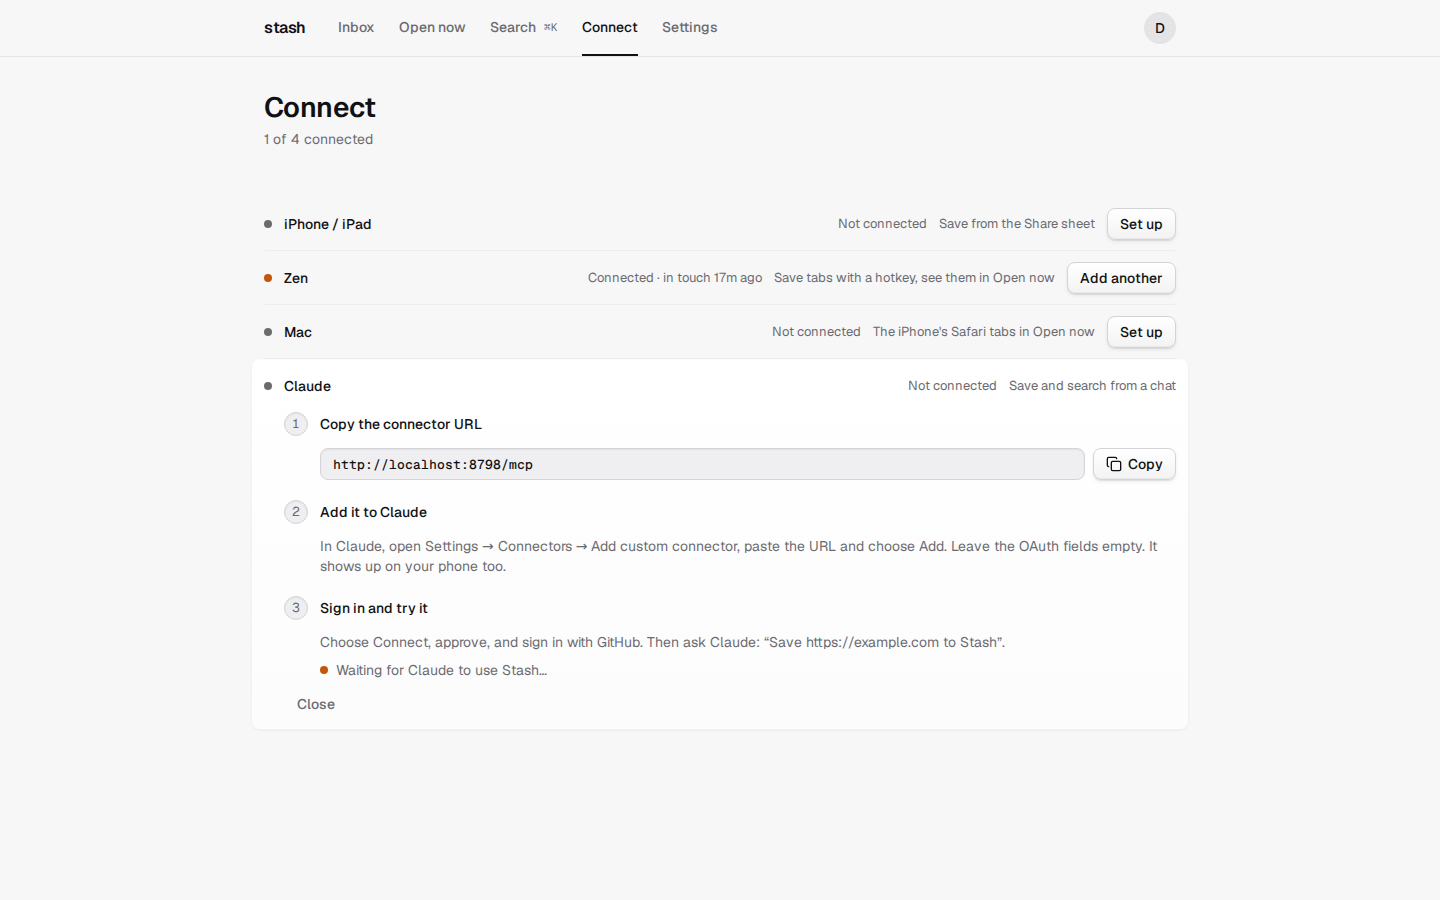 stash Inbox Open now Search ⌘K Connect Settings D
Connect
1 of 4 connected
iPhone / iPad Not connected Save from the Share sheet Set up
Zen Connected · in touch 17m ago Save tabs with a hotkey, see them in Open now Add another
Mac Not connected The iPhone's Safari tabs in Open now Set up
Claude Not connected Save and search from a chat
1 Copy the connector URL
http://localhost:8798/mcp Copy
2 Add it to Claude
In Claude, open Settings → Connectors → Add custom connector, paste the URL and choose Add. Leave the OAuth fields empty. It
shows up on your phone too.
3 Sign in and try it
Choose Connect, approve, and sign in with GitHub. Then ask Claude: “Save https://example.com to Stash”.
Waiting for Claude to use Stash…
Close